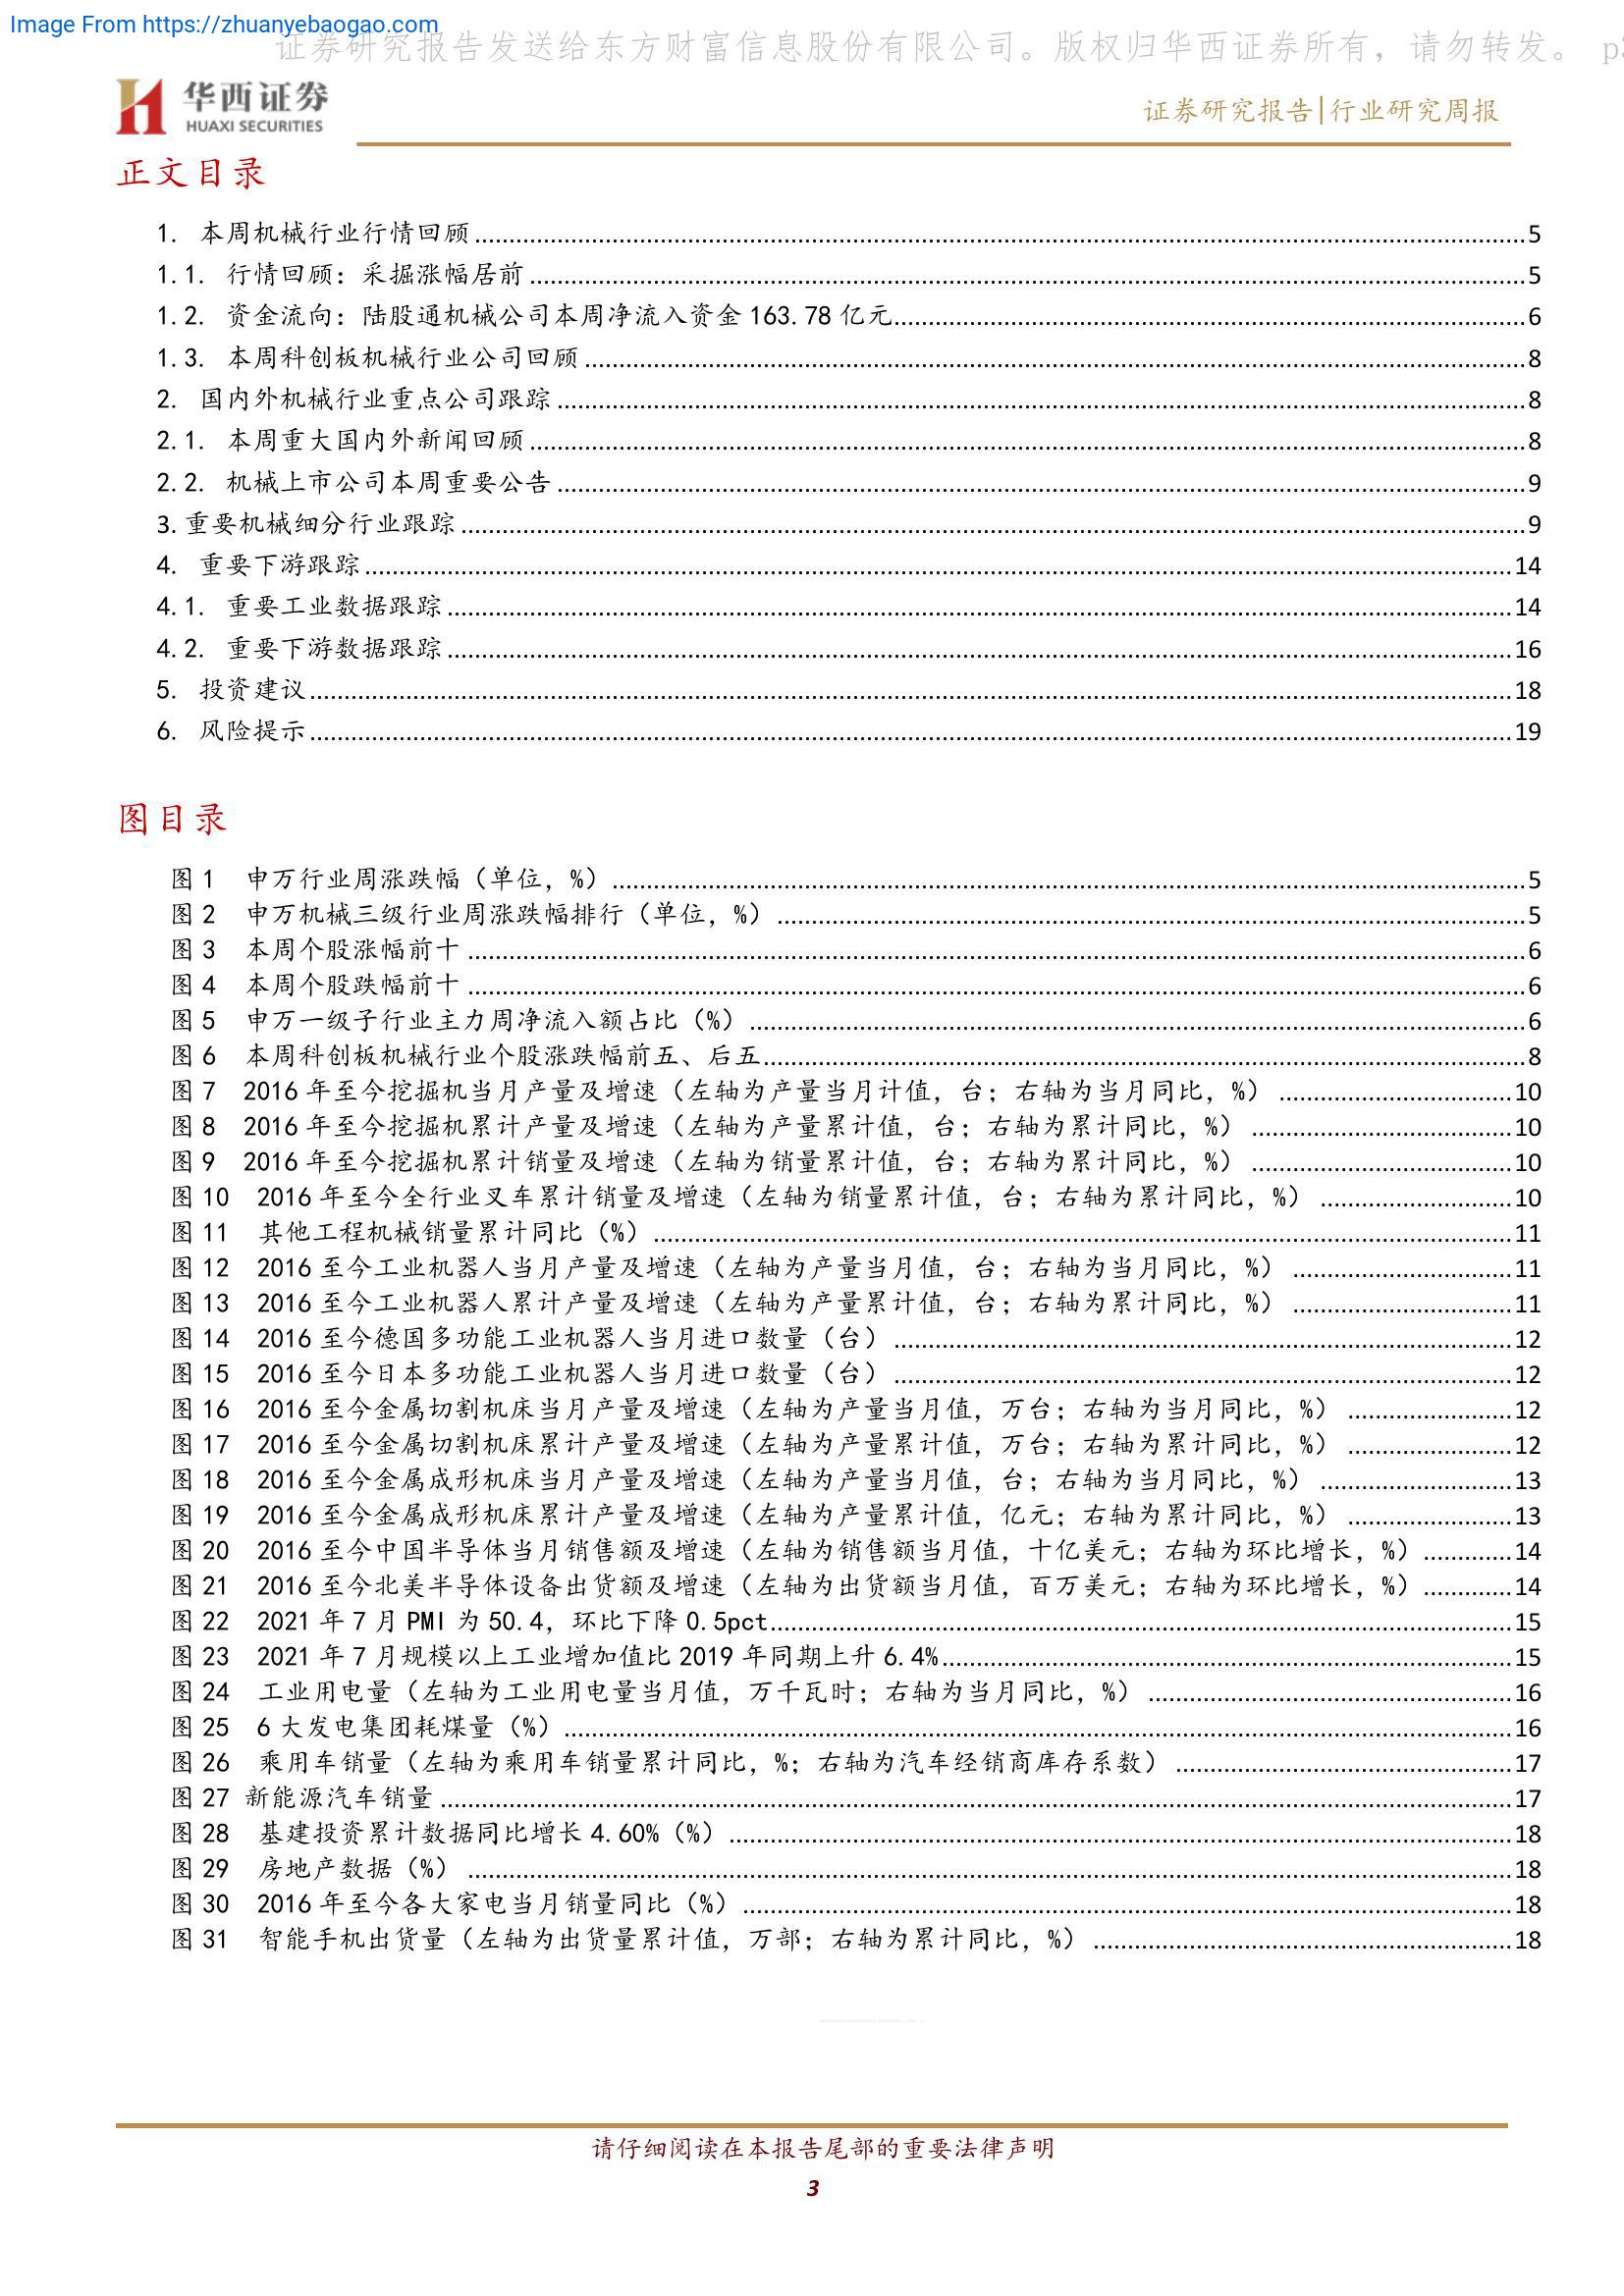 Image From https://zhuanyebaogao.com
证券研究报告发送给东方财富信息股份有限公司。版权归华西证券所有，请勿转发。 p3
华西证券
HUAXI SECURITIES
证券研究报告|行业研究周报
正文目录
1. 本周机械行业行情回顾 5
1.1. 行情回顾：采掘涨幅居前 5
1.2. 资金流向：陆股通机械公司本周净流入资金 163.78 亿元 6
1.3. 本周科创板机械行业公司回顾 8
2. 国内外机械行业重点公司跟踪 8
2.1. 本周重大国内外新闻回顾 8
2.2. 机械上市公司本周重要公告 9
3.重要机械细分行业跟踪 9
4. 重要下游跟踪 14
4.1. 重要工业数据跟踪 14
4.2. 重要下游数据跟踪 16
5. 投资建议 18
6. 风险提示 19
图目录
图 1 申万行业周涨跌幅（单位，%） 5
图 2 申万机械三级行业周涨跌幅排行（单位，%） 5
图 3 本周个股涨幅前十 6
图 4 本周个股跌幅前十 6
图 5 申万一级子行业主力周净流入额占比（%） 6
图 6 本周科创板机械行业个股涨跌幅前五、后五 8
图 7 2016 年至今挖掘机当月产量及增速（左轴为产量当月计值，台；右轴为当月同比，%） 10
图 8 2016 年至今挖掘机累计产量及增速（左轴为产量累计值，台；右轴为累计同比，%） 10
图 9 2016 年至今挖掘机累计销量及增速（左轴为销量累计值，台；右轴为累计同比，%） 10
图 10 2016 年至今全行业叉车累计销量及增速（左轴为销量累计值，台；右轴为累计同比，%） 10
图 11 其他工程机械销量累计同比（%） 11
图 12 2016 至今工业机器人当月产量及增速（左轴为产量当月值，台；右轴为当月同比，%） 11
图 13 2016 至今工业机器人累计产量及增速（左轴为产量累计值，台；右轴为累计同比，%） 11
图 14 2016 至今德国多功能工业机器人当月进口数量（台） 12
图 15 2016 至今日本多功能工业机器人当月进口数量（台） 12
图 16 2016 至今金属切割机床当月产量及增速（左轴为产量当月值，万台；右轴为当月同比，%） 12
图 17 2016 至今金属切割机床累计产量及增速（左轴为产量累计值，万台；右轴为累计同比，%） 12
图 18 2016 至今金属成形机床当月产量及增速（左轴为产量当月值，台；右轴为当月同比，%） 13
图 19 2016 至今金属成形机床累计产量及增速（左轴为产量累计值，亿元；右轴为累计同比，%） 13
图 20 2016 至今中国半导体当月销售额及增速（左轴为销售额当月值，十亿美元；右轴为环比增长，%） 14
图 21 2016 至今北美半导体设备出货额及增速（左轴为出货额当月值，百万美元；右轴为环比增长，%） 14
图 22 2021 年 7 月 PMI 为 50.4，环比下降 0.5pct 15
图 23 2021 年 7 月规模以上工业增加值比 2019 年同期上升 6.4% 15
图 24 工业用电量（左轴为工业用电量当月值，万千瓦时；右轴为当月同比，%） 16
图 25 6 大发电集团耗煤量（%） 16
图 26 乘用车销量（左轴为乘用车销量累计同比，%；右轴为汽车经销商库存系数） 17
图 27 新能源汽车销量 17
图 28 基建投资累计数据同比增长 4.60%（%） 18
图 29 房地产数据（%） 18
图 30 2016 年至今各大家电当月销量同比（%） 18
图 31 智能手机出货量（左轴为出货量累计值，万部；右轴为累计同比，%） 18
请仔细阅读在本报告尾部的重要法律声明
3